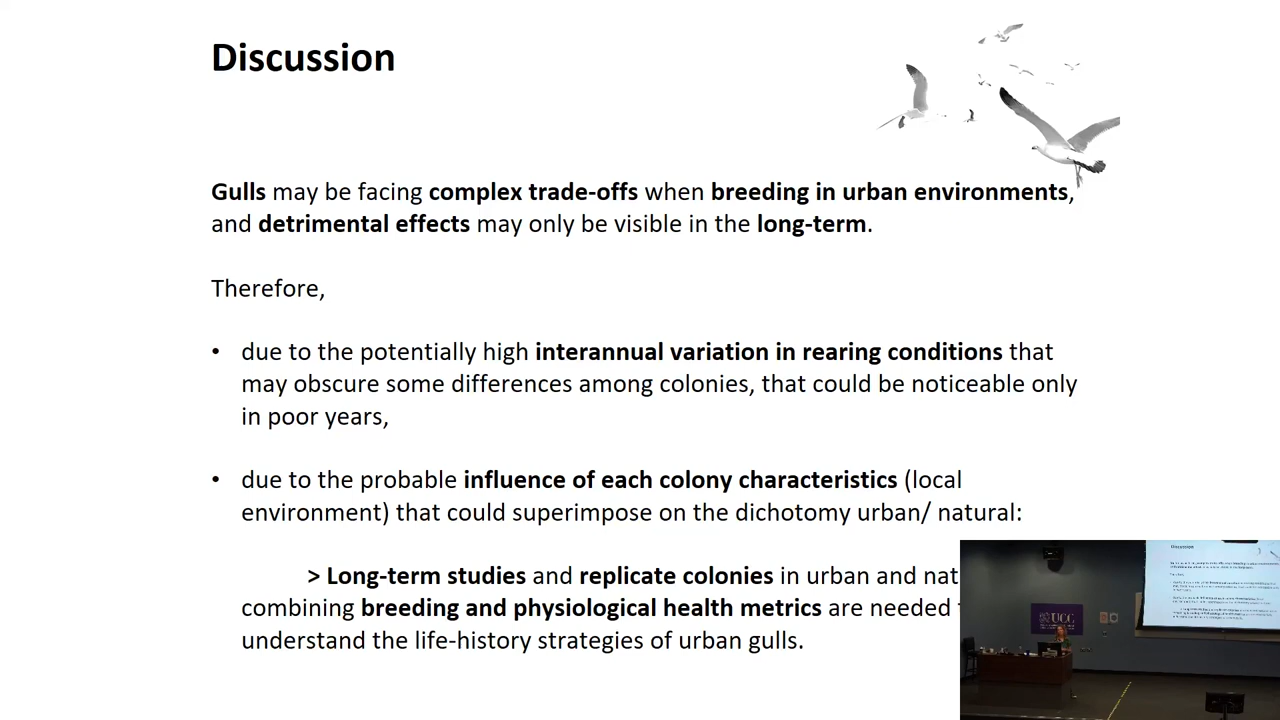 Discussion
Gulls may be facing complex trade-offs when breeding in urban environments,
and detrimental effects may only be visible in the long-term.
Therefore,
• due to the potentially high interannual variation in rearing conditions that
may obscure some differences among colonies, that could be noticeable only
in poor years,
• due to the probable influence of each colony characteristics (local
environment) that could superimpose on the dichotomy urban/ natural:
> Long-term studies and replicate colonies in urban and nat
combining breeding and physiological health metrics are needed
understand the life-history strategies of urban gulls.
UCC
Discussion